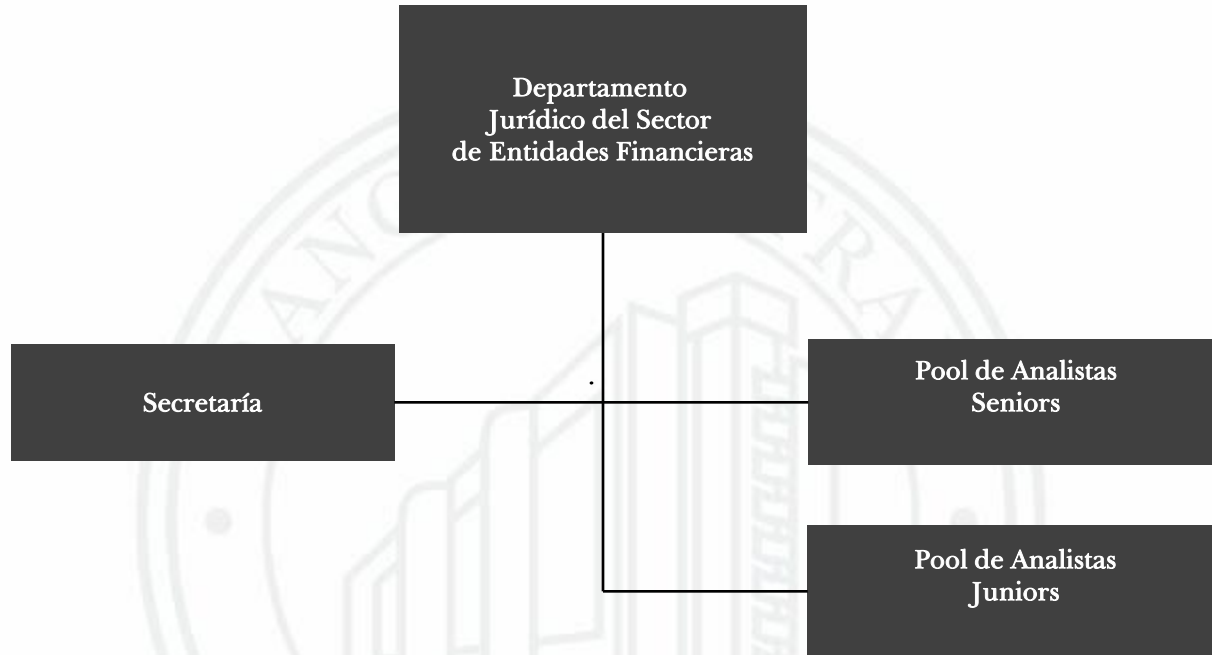 Departamento
Jurídico del Sector
de Entidades Financieras
Secretaría
Pool de Analistas
Seniors
Pool de Analistas
Juniors